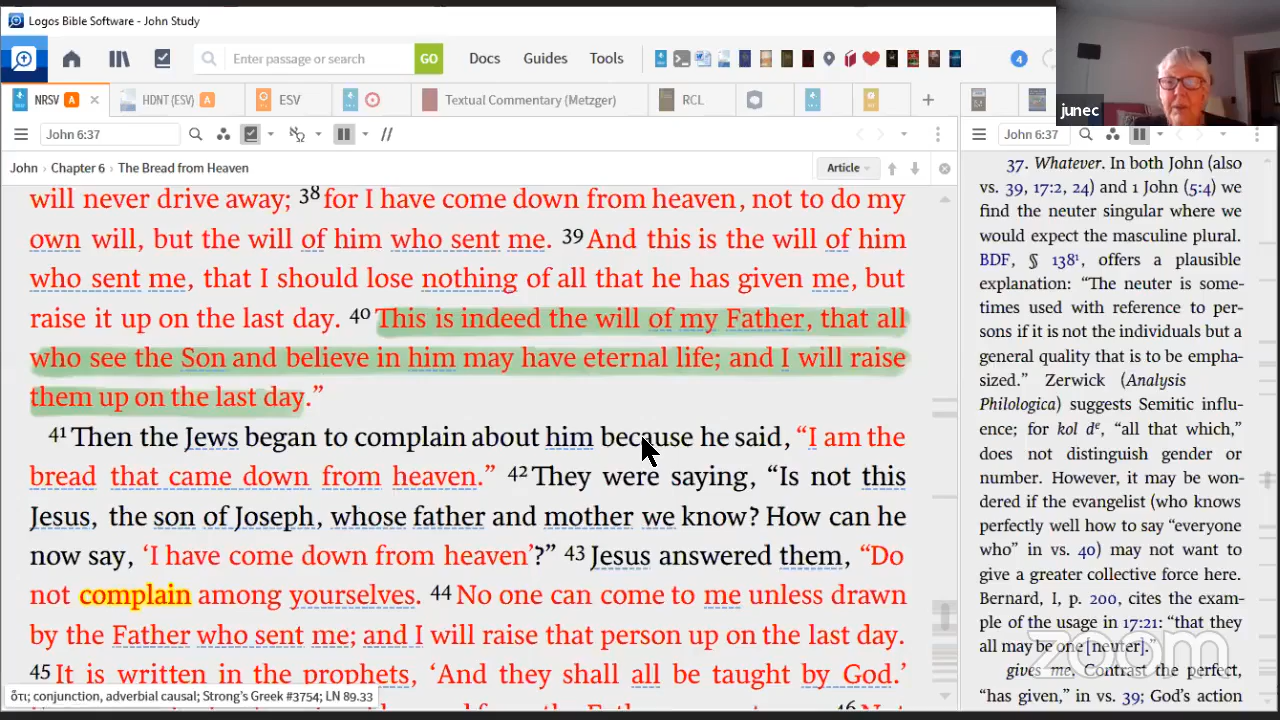 Logos Bible Software - John Study
Enter passage or search
GO
Docs
Guides
Tools
4
NRSV A
HDNT (ESV) A
ESV
Textual Commentary (Metzger)
RCL
junec
John 6:37
John 6:37
John › Chapter 6 › The Bread from Heaven
Article
will never drive away; 38 for I have come down from heaven, not to do my
own will, but the will of him who sent me. 39 And this is the will of him
who sent me, that I should lose nothing of all that he has given me, but
raise it up on the last day. 40 This is indeed the will of my Father, that all
who see the Son and believe in him may have eternal life; and I will raise
them up on the last day.”
41 Then the Jews began to complain about him because he said, “I am the
bread that came down from heaven.” 42 They were saying, “Is not this
Jesus, the son of Joseph, whose father and mother we know? How can he
now say, ‘I have come down from heaven’?” 43 Jesus answered them, “Do
not complain among yourselves. 44 No one can come to me unless drawn
by the Father who sent me; and I will raise that person up on the last day.
45 It is written in the prophets, ‘And they shall all be taught by God.’
ὅτι; conjunction, adverbial causal; Strong’s Greek #3754; LN 89.33
37. Whatever. In both John (also
vs. 39, 17:2, 24) and 1 John (5:4) we
find the neuter singular where we
would expect the masculine plural.
BDF, § 138¹, offers a plausible
explanation: “The neuter is some-
times used with reference to per-
sons if it is not the individuals but a
general quality that is to be empha-
sized.” Zerwick (Analysis
Philologica) suggests Semitic influ-
ence; for kol dᵉ, “all that which,”
does not distinguish gender or
number. However, it may be won-
dered if the evangelist (who knows
perfectly well how to say “everyone
who” in vs. 40) may not want to
give a greater collective force here.
Bernard, I, p. 200, cites the exam-
ple of the usage in 17:21: “that they
all may be one [neuter].”
gives me. Contrast the perfect,
“has given,” in vs. 39; God’s action
zoom